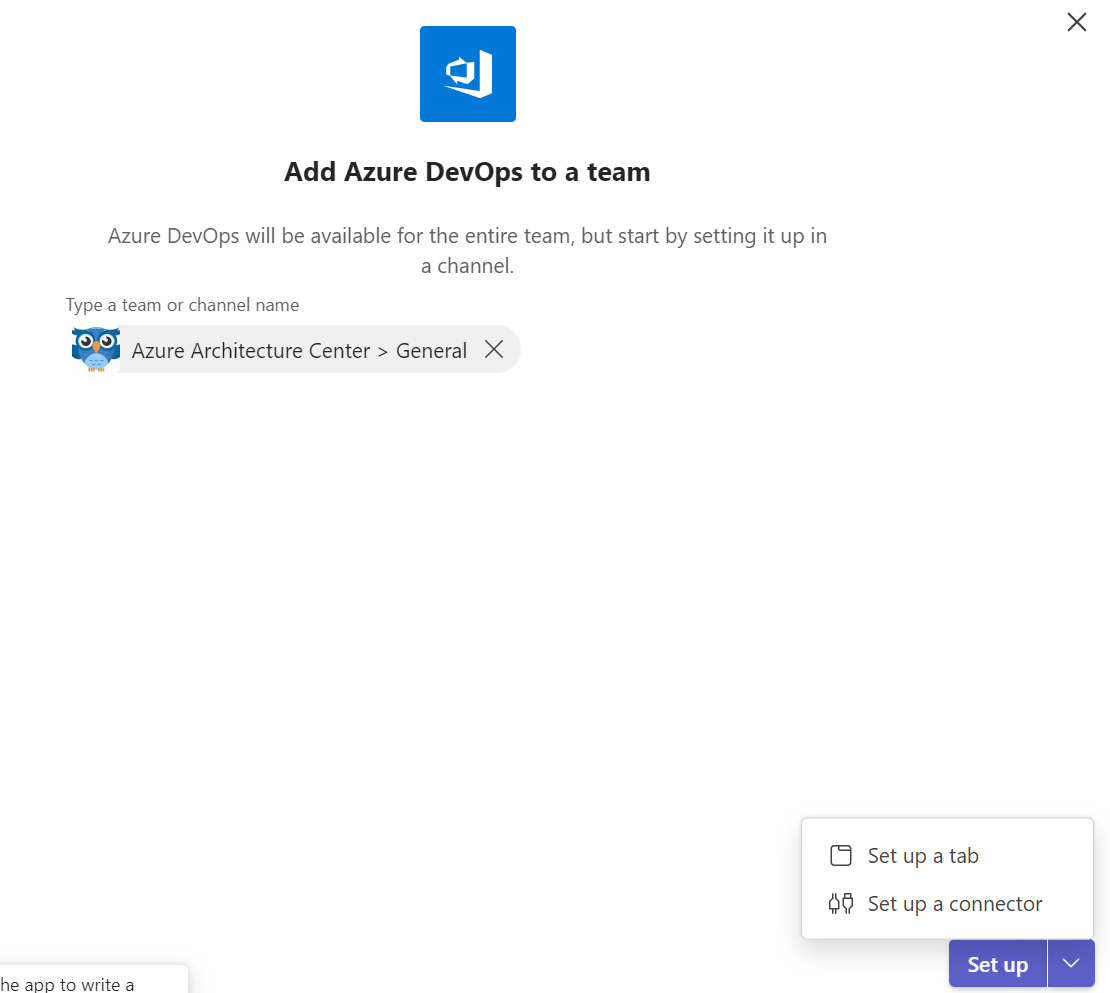 Add Azure DevOps to a team
Azure DevOps will be available for the entire team, but start by setting it up in
a channel.
Type a team or channel name
Azure Architecture Center > General
Set up a tab
Set up a connector
Set up
he app to write a